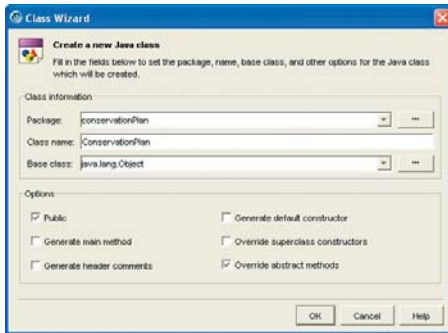 Class Wizard
Create a new Java class
Fill in the fields below to set the package, name, base class, and other options for the Java class
which will be created.
Class information
Package: conservationPlan ...
Class name: ConservationPlan
Base class: java.lang.Object ...
Options
Public Generate default constructor
Generate main method Override superclass constructors
Generate header comments Override abstract methods
OK Cancel Help